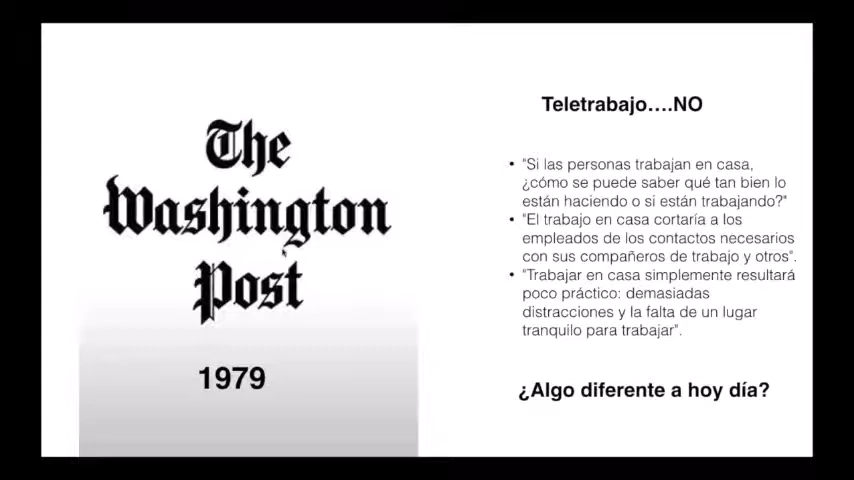 The
Washington
Post
1979
Teletrabajo....NO
• "Si las personas trabajan en casa,
¿cómo se puede saber qué tan bien lo
están haciendo o si están trabajando?"
• "El trabajo en casa cortaría a los
empleados de los contactos necesarios
con sus compañeros de trabajo y otros".
• "Trabajar en casa simplemente resultará
poco práctico: demasiadas
distracciones y la falta de un lugar
tranquilo para trabajar".
¿Algo diferente a hoy día?